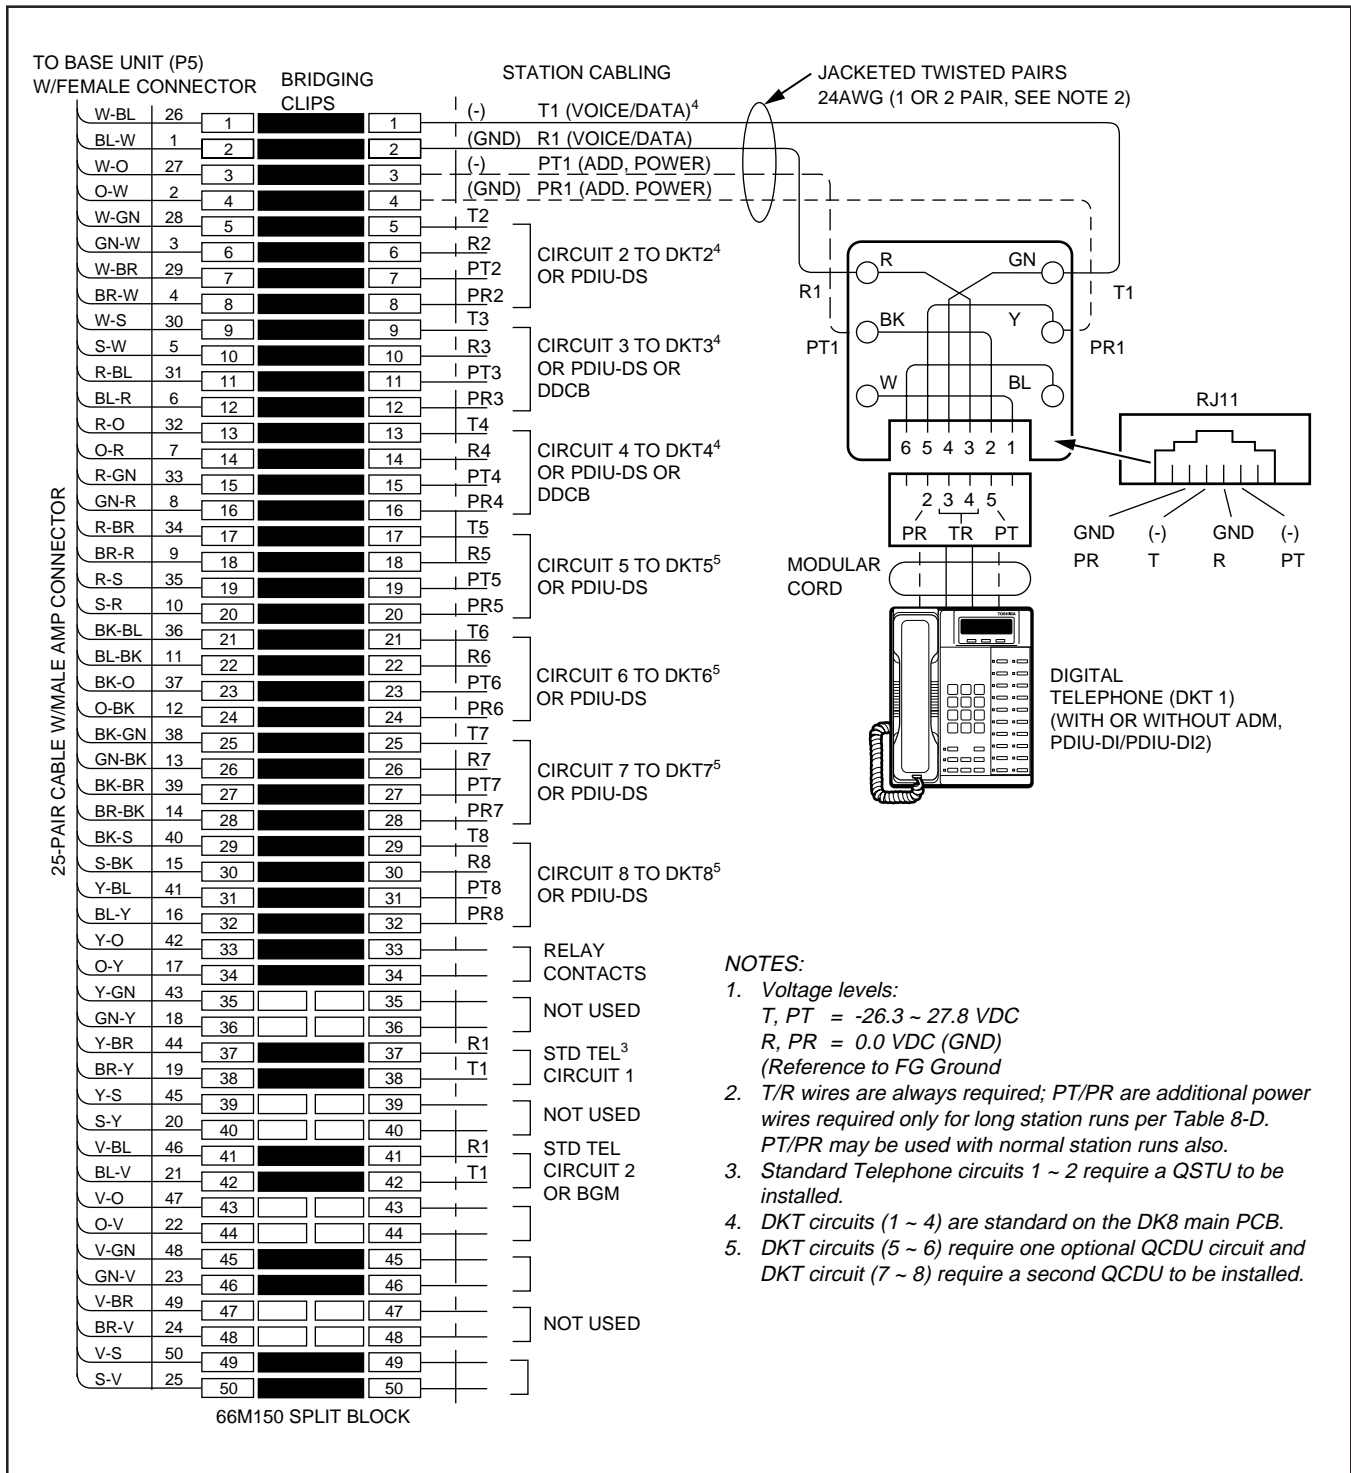 TO BASE UNIT (P5)
W/FEMALE CONNECTOR
BRIDGING
CLIPS
STATION CABLING
JACKETED TWISTED PAIRS
24AWG (1 OR 2 PAIR, SEE NOTE 2)
25-PAIR CABLE W/MALE AMP CONNECTOR
W-BL 26 1 1 (-) T1 (VOICE/DATA)4
BL-W 1 2 2 (GND) R1 (VOICE/DATA)
W-O 27 3 3 (-) PT1 (ADD, POWER)
O-W 2 4 4 (GND) PR1 (ADD. POWER)
W-GN 28 5 5 T2
GN-W 3 6 6 R2
W-BR 29 7 7 PT2
BR-W 4 8 8 PR2
CIRCUIT 2 TO DKT24
OR PDIU-DS
W-S 30 9 9 T3
S-W 5 10 10 R3
R-BL 31 11 11 PT3
BL-R 6 12 12 PR3
CIRCUIT 3 TO DKT34
OR PDIU-DS OR
DDCB
R-O 32 13 13 T4
O-R 7 14 14 R4
R-GN 33 15 15 PT4
GN-R 8 16 16 PR4
CIRCUIT 4 TO DKT44
OR PDIU-DS OR
DDCB
R-BR 34 17 17 T5
BR-R 9 18 18 R5
R-S 35 19 19 PT5
S-R 10 20 20 PR5
CIRCUIT 5 TO DKT55
OR PDIU-DS
BK-BL 36 21 21 T6
BL-BK 11 22 22 R6
BK-O 37 23 23 PT6
O-BK 12 24 24 PR6
CIRCUIT 6 TO DKT65
OR PDIU-DS
BK-GN 38 25 25 T7
GN-BK 13 26 26 R7
BK-BR 39 27 27 PT7
BR-BK 14 28 28 PR7
CIRCUIT 7 TO DKT75
OR PDIU-DS
BK-S 40 29 29 T8
S-BK 15 30 30 R8
Y-BL 41 31 31 PT8
BL-Y 16 32 32 PR8
CIRCUIT 8 TO DKT85
OR PDIU-DS
Y-O 42 33 33
O-Y 17 34 34
RELAY
CONTACTS
Y-GN 43 35 35
GN-Y 18 36 36
NOT USED
Y-BR 44 37 37 R1
BR-Y 19 38 38 T1
STD TEL3
CIRCUIT 1
Y-S 45 39 39
S-Y 20 40 40
NOT USED
V-BL 46 41 41 R1
BL-V 21 42 42 T1
STD TEL
CIRCUIT 2
OR BGM
V-O 47 43 43
O-V 22 44 44
V-GN 48 45 45
GN-V 23 46 46
V-BR 49 47 47
BR-V 24 48 48
NOT USED
V-S 50 49 49
S-V 25 50 50
66M150 SPLIT BLOCK
R GN
R1 T1
BK Y
PT1 PR1
W BL
6 5 4 3 2 1
2 3 4 5
PR TR PT
MODULAR
CORD
RJ11
GND (-) GND (-)
PR T R PT
TOSHIBA
DIGITAL
TELEPHONE (DKT 1)
(WITH OR WITHOUT ADM,
PDIU-DI/PDIU-DI2)
NOTES:
1. Voltage levels:
T, PT = -26.3 ~ 27.8 VDC
R, PR = 0.0 VDC (GND)
(Reference to FG Ground
2. T/R wires are always required; PT/PR are additional power
wires required only for long station runs per Table 8-D.
PT/PR may be used with normal station runs also.
3. Standard Telephone circuits 1 ~ 2 require a QSTU to be
installed.
4. DKT circuits (1 ~ 4) are standard on the DK8 main PCB.
5. DKT circuits (5 ~ 6) require one optional QCDU circuit and
DKT circuit (7 ~ 8) require a second QCDU to be installed.